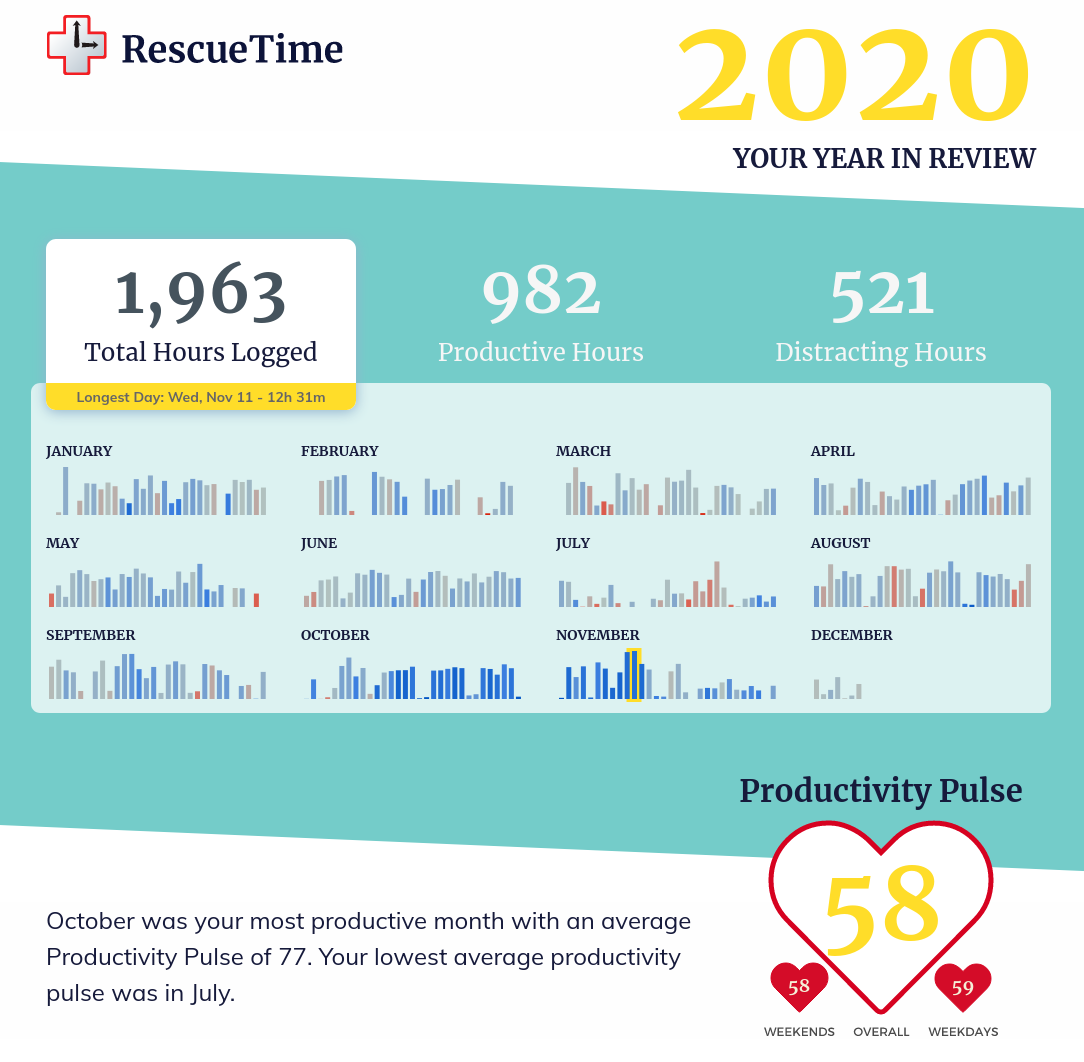 RescueTime
2020
YOUR YEAR IN REVIEW
1,963
Total Hours Logged
Longest Day: Wed, Nov 11 - 12h 31m
982
Productive Hours
521
Distracting Hours
JANUARY
FEBRUARY
MARCH
APRIL
MAY
JUNE
JULY
AUGUST
SEPTEMBER
OCTOBER
NOVEMBER
DECEMBER
Productivity Pulse
58
58
59
WEEKENDS
OVERALL
WEEKDAYS
October was your most productive month with an average
Productivity Pulse of 77. Your lowest average productivity
pulse was in July.